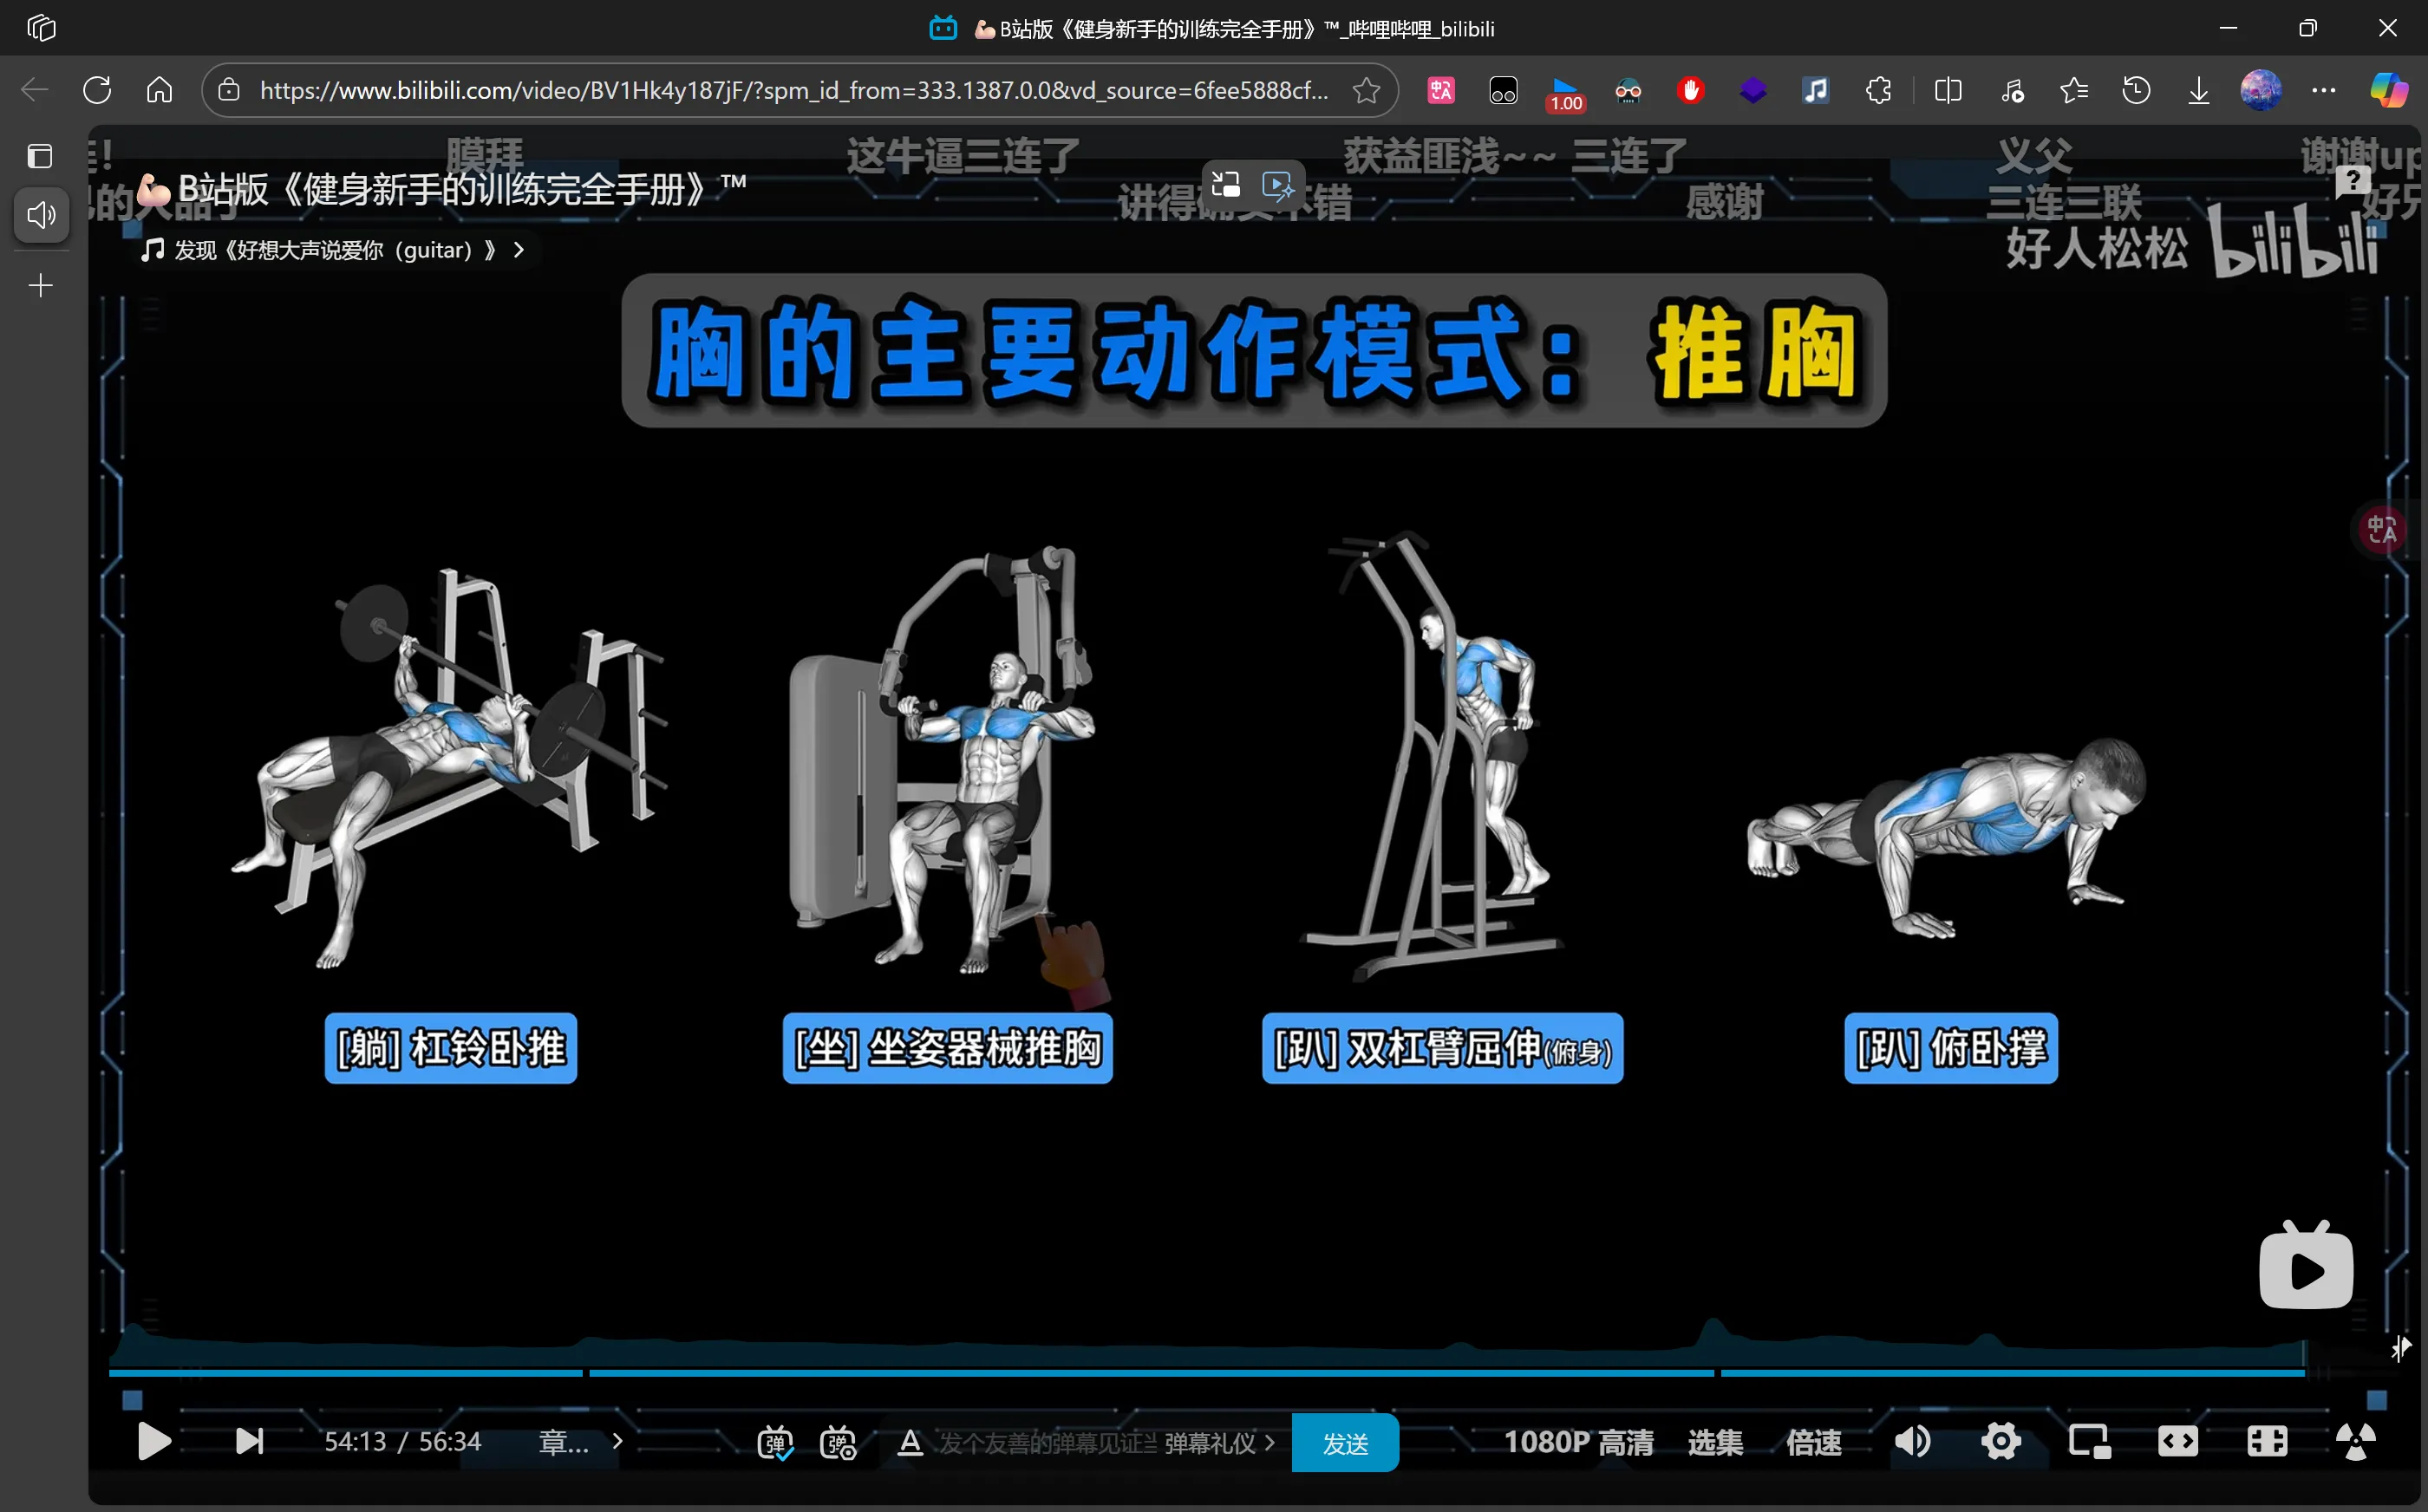 B站版《健身新手的训练完全手册》™_哔哩哔哩_bilibili
https://www.bilibili.com/video/BV1Hk4y187jF/?spm_id_from=333.1387.0.0&vd_source=6fee5888cf...
1.00
膜拜
这牛逼三连了
获益匪浅~~
三连了
义父
谢谢up
B站版《健身新手的训练完全手册》™
感谢
三连三联
发现《好想大声说爱你（guitar）》 >
好人松松
bilibili
胸的主要动作模式：推胸
[躺] 杠铃卧推
[坐] 坐姿器械推胸
[趴] 双杠臂屈伸(俯身)
[趴] 俯卧撑
54:13 / 56:34
章... >
弹
弹
A
发个友善的弹幕见证
弹幕礼仪 >
发送
1080P 高清
选集
倍速